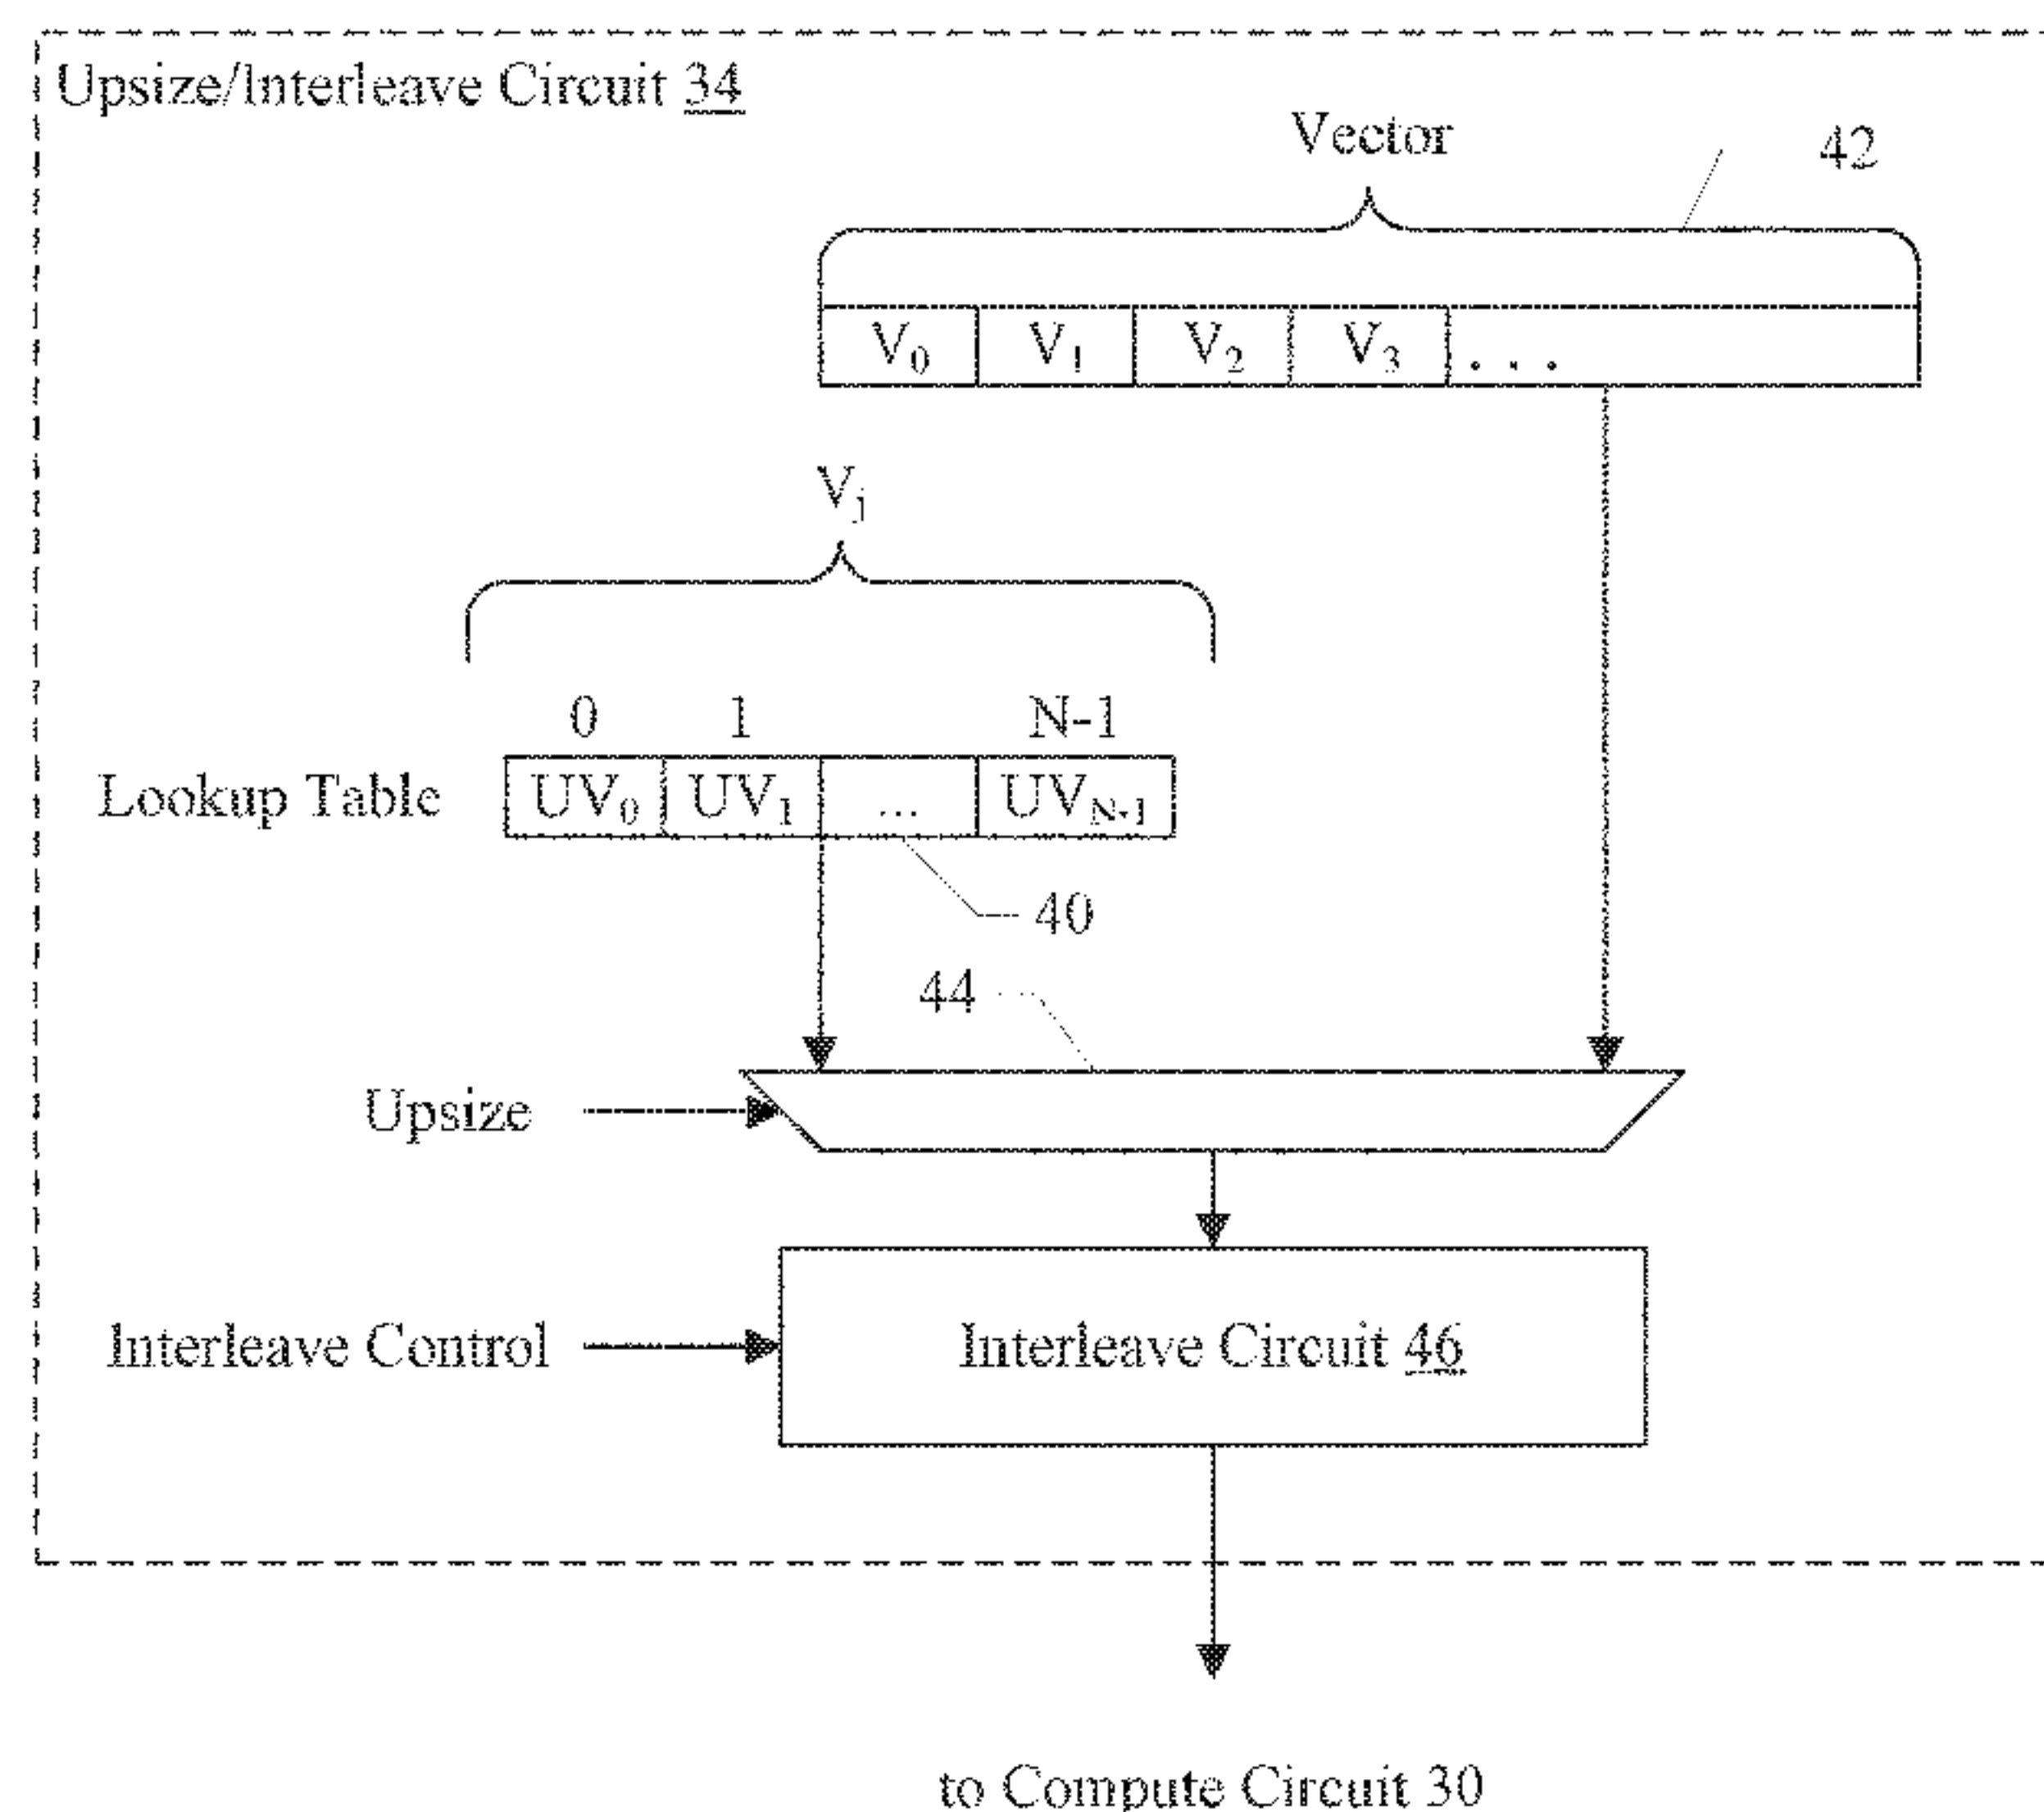 Upsize/Interleave Circuit 34
Vector
42
V0 V1 V2 V3 . . .
Vj
0 1 N-1
Lookup Table UV0 UV1 ... UVN-1
40
44
Upsize
Interleave Control Interleave Circuit 46
to Compute Circuit 30